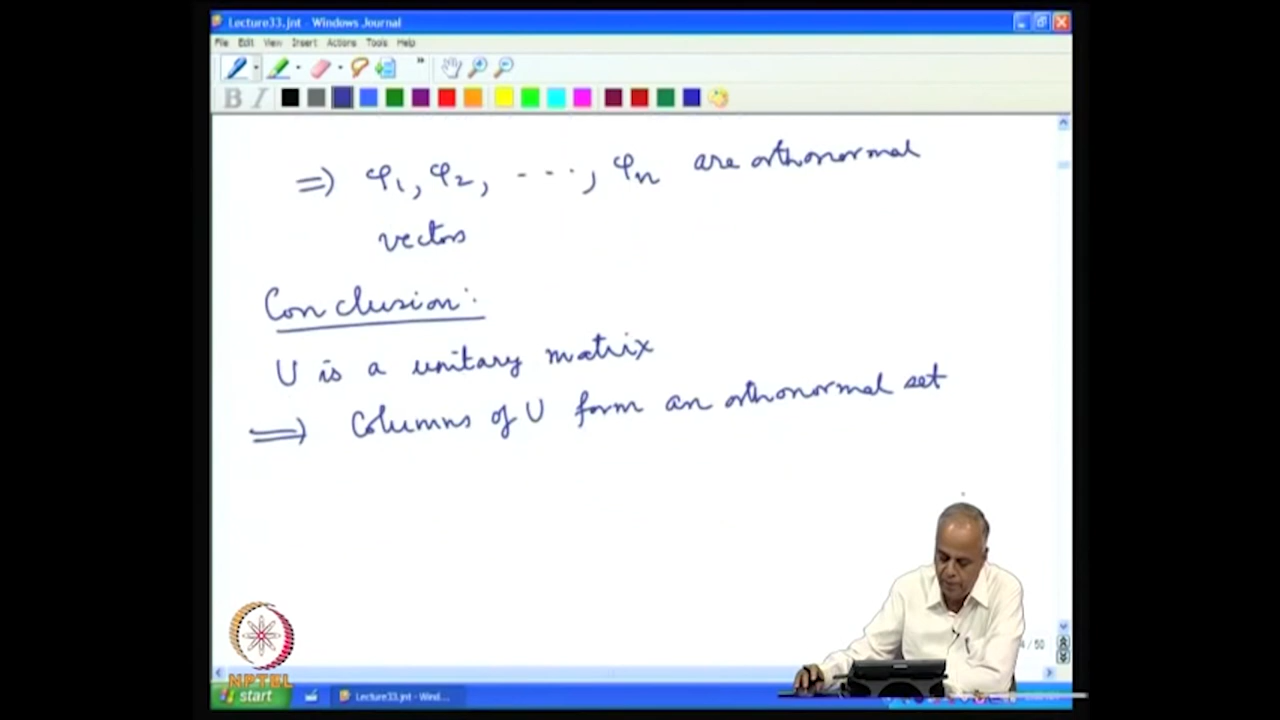 Lecture33.jnt - Windows Journal
File Edit View Insert Actions Tools Help
B I
⇒ φ1, φ2, ...., φn are orthonormal
vectors
Conclusion:
U is a unitary matrix
⇒ Columns of U form an orthonormal set
/ 50
NPTEL
start
Lecture33.jnt - Wind...